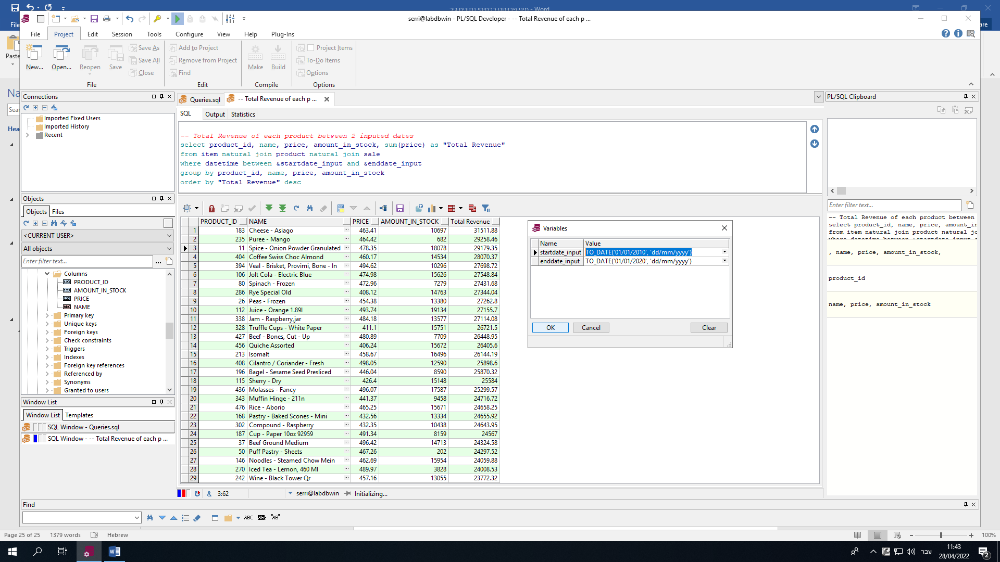 מיני פרויקט בבסיסי נתונים גיב - Word
File
serri@labdbwin - PL/SQL Developer - -- Total Revenue of each p ...
File Project Edit Session Tools Configure View Help Plug-Ins
Paste
New... Open... Reopen Save
Save As
Save All
Close
File
Add to Project
Remove from Project
Find
Edit
Make Build
Compile
Project Items
To-Do Items
Options
Options
Connections
Imported Fixed Users
Imported History
Recent
Objects
Objects Files
<CURRENT USER>
All objects
Enter filter text...
Columns
PRODUCT_ID
AMOUNT_IN_STOCK
PRICE
NAME
Primary key
Unique keys
Foreign keys
Check constraints
Triggers
Indexes
Foreign key references
Referenced by
Synonyms
Granted to users
Window List
Window List Templates
SQL Window - Queries.sql
SQL Window - -- Total Revenue of each p ...
Queries.sql
-- Total Revenue of each p ...
SQL Output Statistics
-- Total Revenue of each product between 2 inputed dates
select product_id, name, price, amount_in_stock, sum(price) as "Total Revenue"
from item natural join product natural join sale
where datetime between &startdate_input and &enddate_input
group by product_id, name, price, amount_in_stock
order by "Total Revenue" desc
PRODUCT_ID NAME PRICE AMOUNT_IN_STOCK Total Revenue
1 183 Cheese - Asiago 463.41 10697 31511.88
2 235 Puree - Mango 464.42 682 29258.46
3 11 Spice - Onion Powder Granulated 478.35 18078 29179.35
4 404 Coffee Swiss Choc Almond 460.17 14534 28070.37
5 394 Veal - Brisket, Provimi, Bone - In 494.62 10296 27698.72
6 106 Jolt Cola - Electric Blue 474.98 15626 27548.84
7 80 Spinach - Frozen 472.96 7279 27431.68
8 286 Rye Special Old 408.12 14763 27344.04
9 26 Peas - Frozen 454.38 13380 27262.8
10 112 Juice - Orange 1.89l 493.74 19134 27155.7
11 338 Jam - Raspberry,jar 484.18 13577 27114.08
12 328 Truffle Cups - White Paper 411.1 15751 26721.5
13 427 Beef - Bones, Cut - Up 480.89 7709 26448.95
14 456 Quiche Assorted 406.24 15672 26405.6
15 213 Isomalt 458.67 16496 26144.19
16 408 Cilantro / Coriander - Fresh 498.05 12590 25898.6
17 196 Bagel - Sesame Seed Presliced 446.04 8590 25870.32
18 115 Sherry - Dry 426.4 15148 25584
19 436 Molasses - Fancy 496.07 17587 25299.57
20 343 Muffin Hinge - 211n 441.37 9458 24716.72
21 476 Rice - Aborio 465.25 15671 24658.25
22 168 Pastry - Baked Scones - Mini 432.56 13334 24655.92
23 302 Compound - Raspberry 432.35 10438 24643.95
24 187 Cup - Paper 10oz 92959 491.34 8159 24567
25 37 Beef Ground Medium 496.42 14713 24324.58
26 50 Puff Pastry - Sheets 467.26 202 24297.52
27 146 Noodles - Steamed Chow Mein 462.69 15954 24059.88
28 270 Iced Tea - Lemon, 460 Ml 489.97 3828 24008.53
29 242 Wine - Black Tower Qr 457.16 13055 23772.32
& 3:62 serri@labdbwin Initializing...
Variables
Name Value
startdate_input TO_DATE('01/01/2010', 'dd/mm/yyyy')
enddate_input TO_DATE('01/01/2020', 'dd/mm/yyyy')
OK Cancel Clear
PL/SQL Clipboard
Enter filter text...
-- Total Revenue of each product between
select product_id, name, price, amount_in
from item natural join product natural jo
, name, price, amount_in_stock,
product_id
name, price, amount_in_stock
Find
ABC "AB"
Page 25 of 25 1379 words Hebrew 100%
עבר
11:43
28/04/2022
2